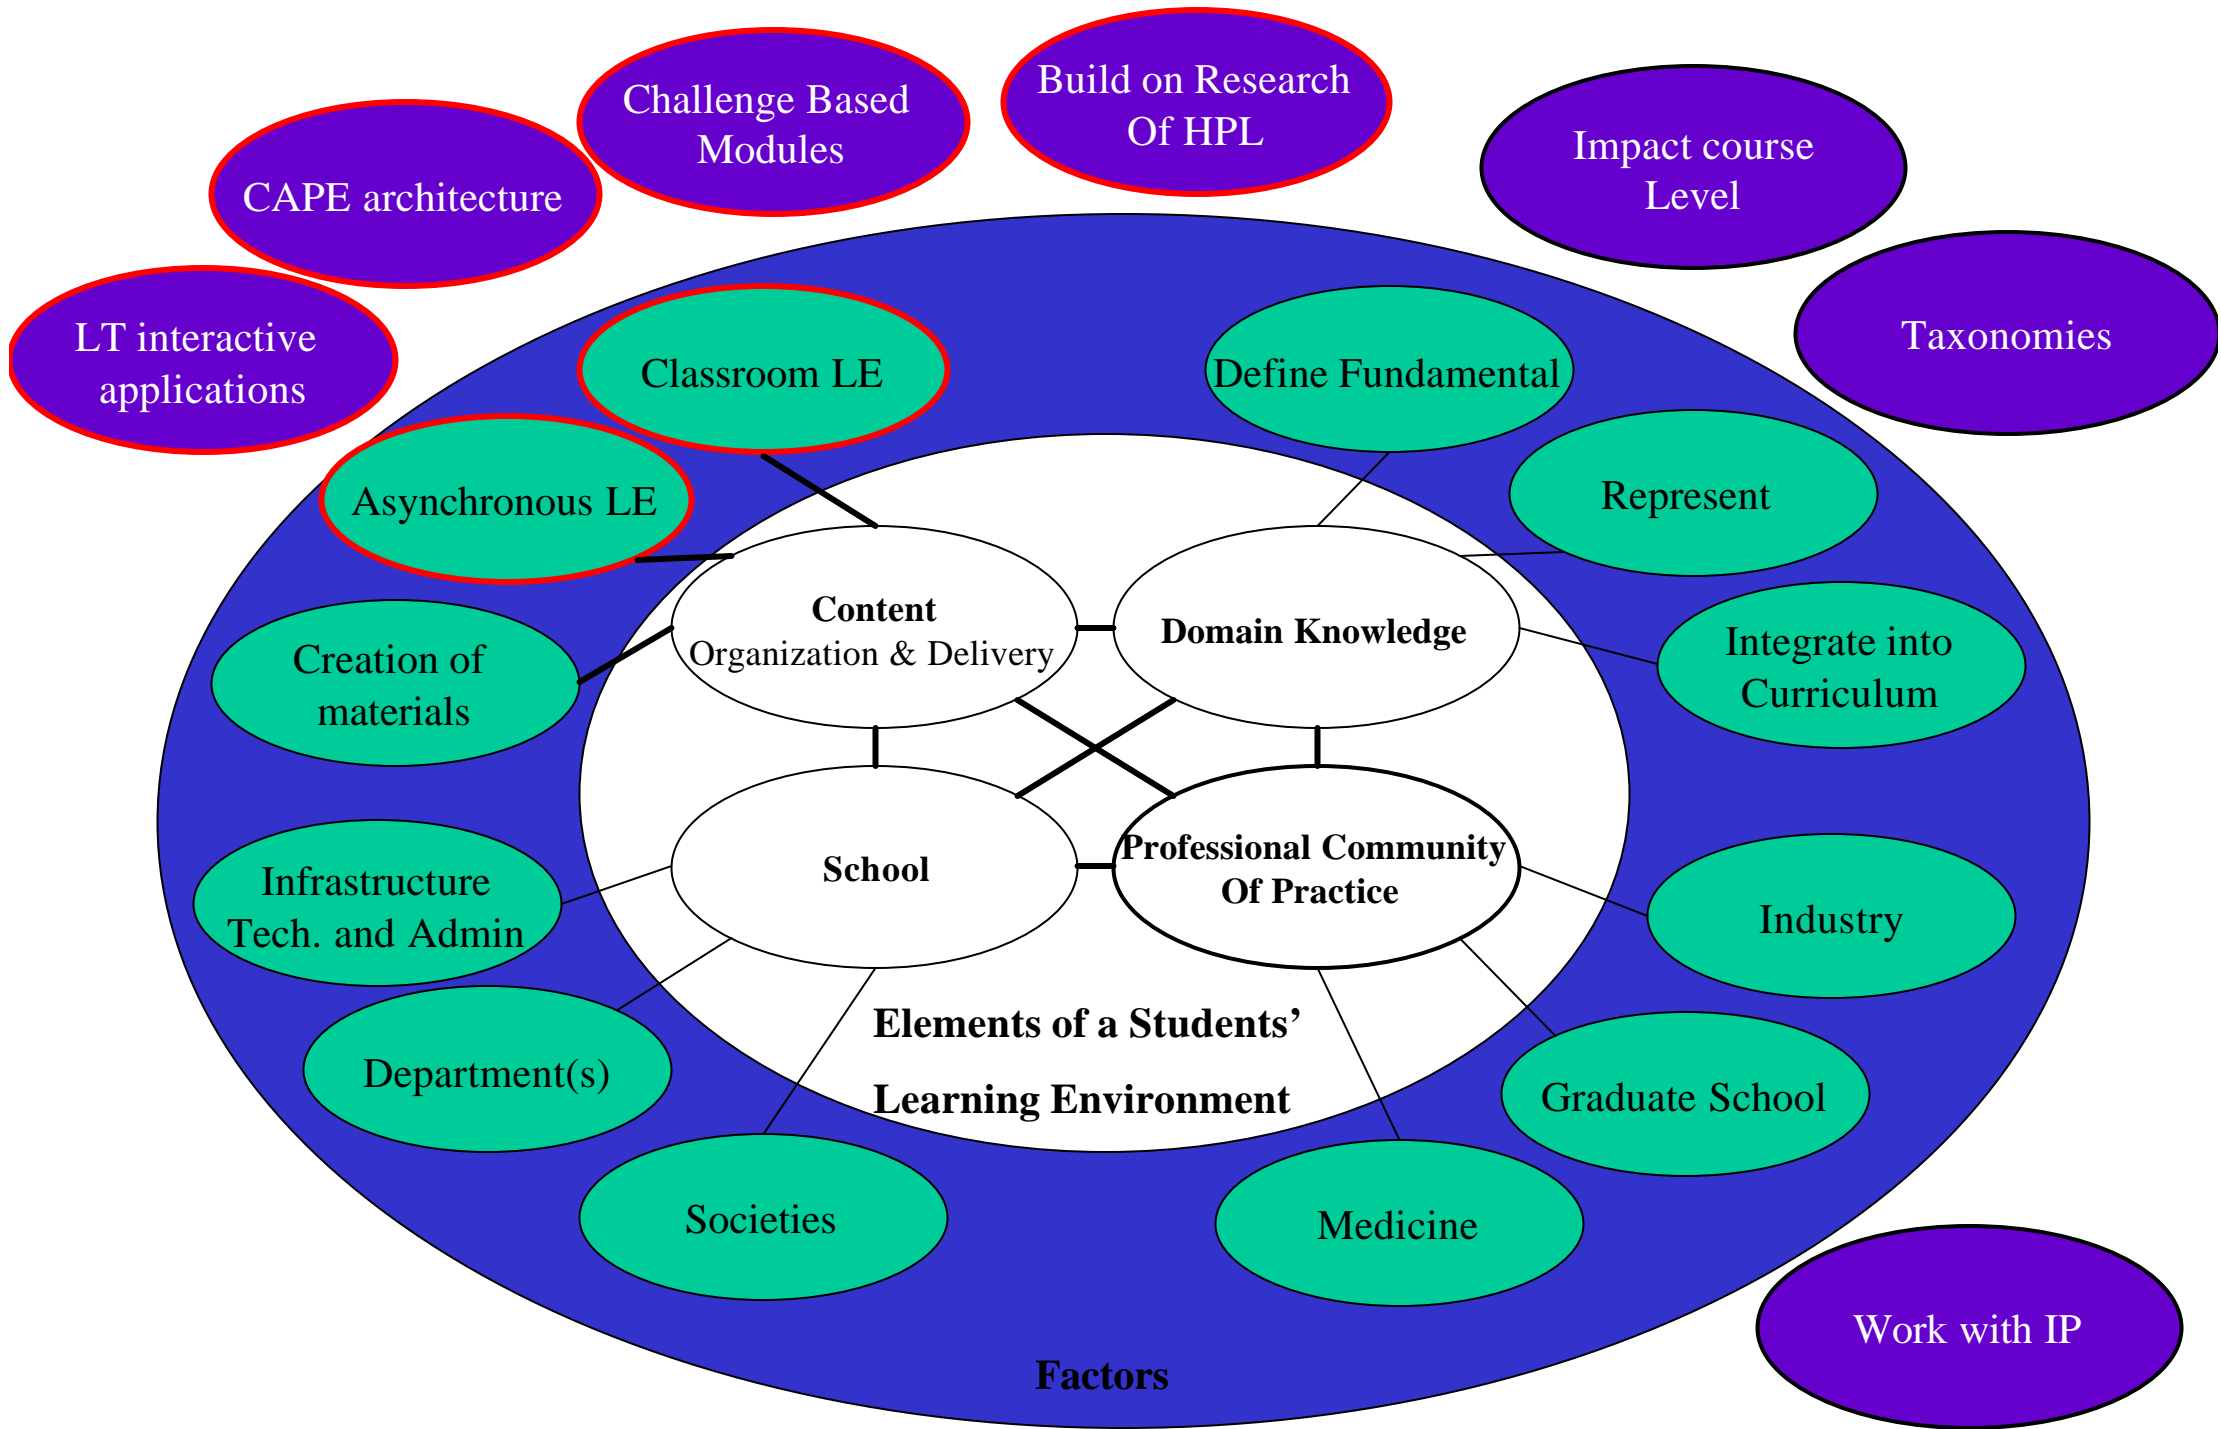 Build on Research
Of HPL
Challenge Based
Modules
Impact course
Level
CAPE architecture
Taxonomies
LT interactive
applications
Classroom LE
Define Fundamental
Asynchronous LE
Represent
Content
Organization & Delivery
Domain Knowledge
Integrate into
Curriculum
Creation of
materials
School
Professional Community
Of Practice
Infrastructure
Tech. and Admin
Industry
Elements of a Students’
Learning Environment
Department(s)
Graduate School
Societies
Medicine
Work with IP
Factors